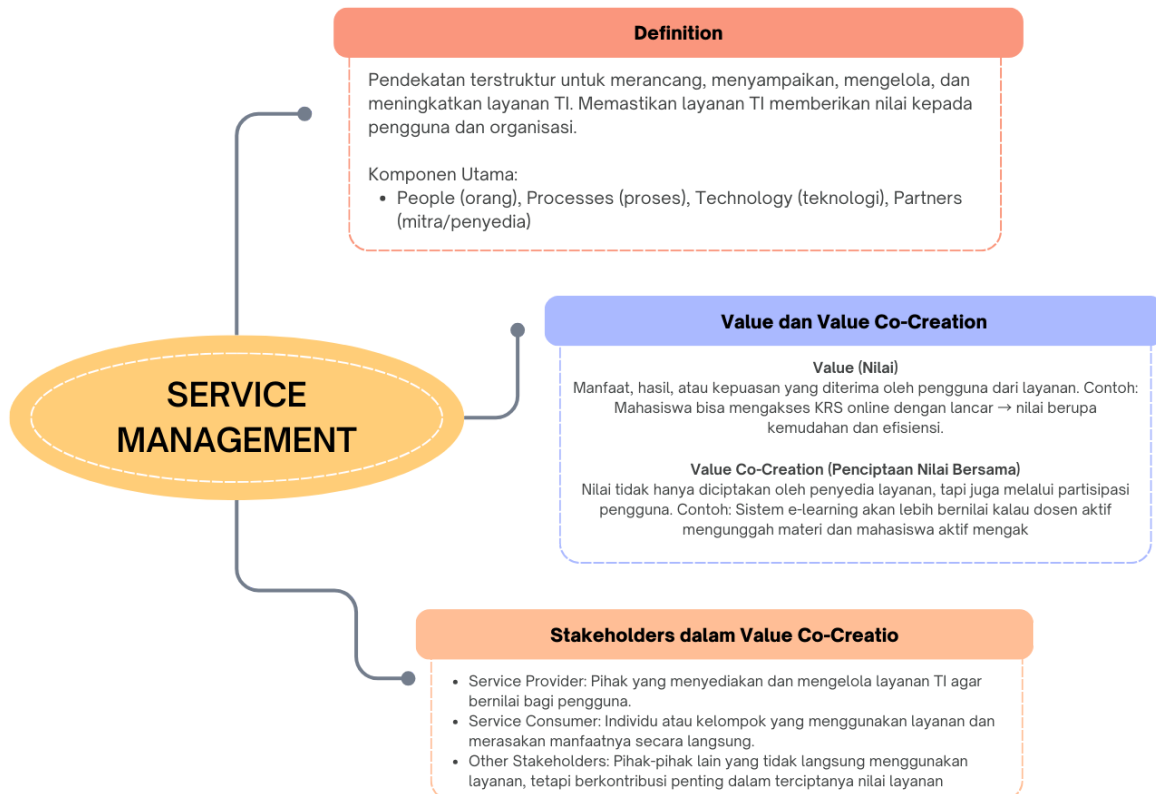 Definition
Pendekatan terstruktur untuk merancang, menyampaikan, mengelola, dan
meningkatkan layanan TI. Memastikan layanan TI memberikan nilai kepada
pengguna dan organisasi.
Komponen Utama:
• People (orang), Processes (proses), Technology (teknologi), Partners
(mitra/penyedia)
SERVICE
MANAGEMENT
Value dan Value Co-Creation
Value (Nilai)
Manfaat, hasil, atau kepuasan yang diterima oleh pengguna dari layanan. Contoh:
Mahasiswa bisa mengakses KRS online dengan lancar → nilai berupa
kemudahan dan efisiensi.
Value Co-Creation (Penciptaan Nilai Bersama)
Nilai tidak hanya diciptakan oleh penyedia layanan, tapi juga melalui partisipasi
pengguna. Contoh: Sistem e-learning akan lebih bernilai kalau dosen aktif
mengunggah materi dan mahasiswa aktif mengak
Stakeholders dalam Value Co-Creatio
• Service Provider: Pihak yang menyediakan dan mengelola layanan TI agar
bernilai bagi pengguna.
• Service Consumer: Individu atau kelompok yang menggunakan layanan dan
merasakan manfaatnya secara langsung.
• Other Stakeholders: Pihak-pihak lain yang tidak langsung menggunakan
layanan, tetapi berkontribusi penting dalam terciptanya nilai layanan